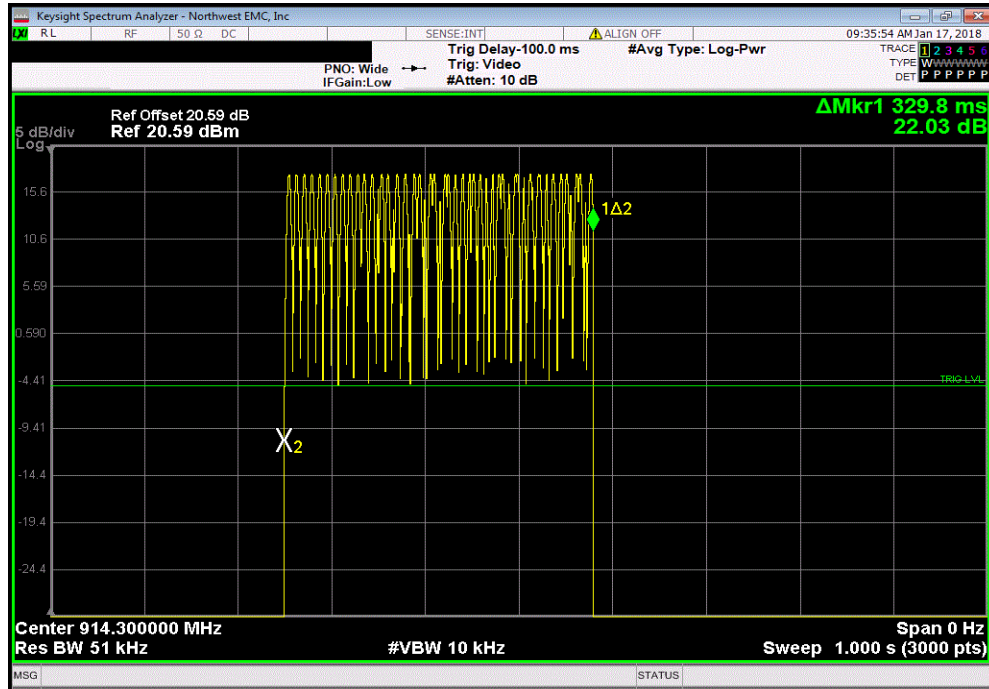 Keysight Spectrum Analyzer - Northwest EMC, Inc
LXI RL RF 50 Ω DC SENSE:INT ALIGN OFF 09:35:54 AM Jan 17, 2018
Trig Delay-100.0 ms #Avg Type: Log-Pwr TRACE 1 2 3 4 5 6
PNO: Wide Trig: Video TYPE WWWWWW
IFGain:Low #Atten: 10 dB DET P P P P P P
ΔMkr1 329.8 ms
22.03 dB
Ref Offset 20.59 dB
5 dB/div Ref 20.59 dBm
Log
15.6
1Δ2
10.6
5.59
0.590
-4.41
TRIG LVL
-9.41
X2
-14.4
-19.4
-24.4
Center 914.300000 MHz Span 0 Hz
Res BW 51 kHz #VBW 10 kHz Sweep 1.000 s (3000 pts)
MSG STATUS